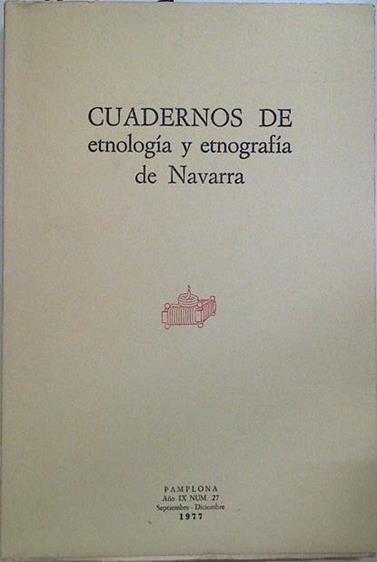 CUADERNOS DE
etnología y etnografía
de Navarra
PAMPLONA
Año IX NUM. 27
Septiembre - Diciembre
1977